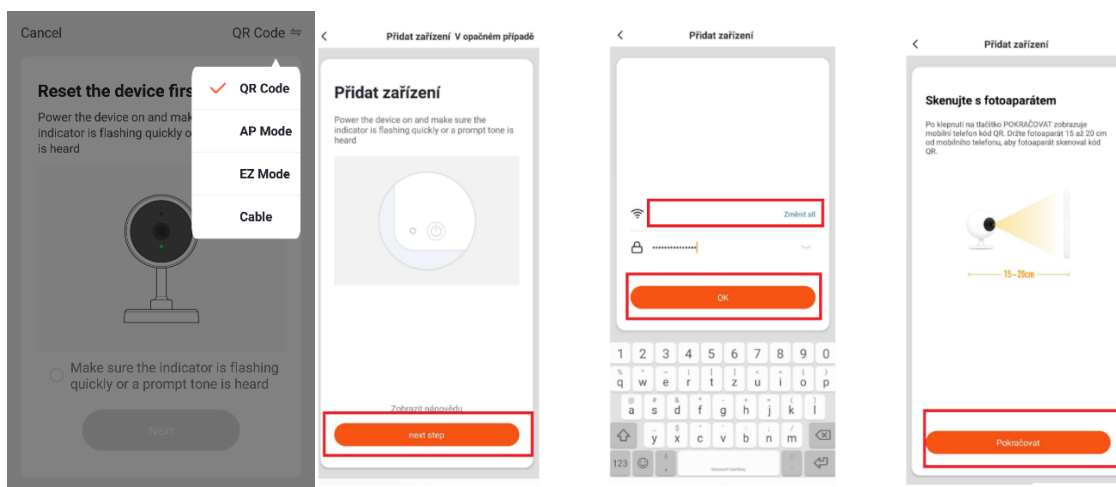 Cancel
QR Code
Reset the device firs
Power the device on and mak
indicator is flashing quickly o
is heard
QR Code
AP Mode
EZ Mode
Cable
Make sure the indicator is flashing
quickly or a prompt tone is heard
Next
Přidat zařízení V opačném případě
Přidat zařízení
Power the device on and make sure the
indicator is flashing quickly or a prompt tone is
heard
Zobrazit nápovědu
next step
Přidat zařízení
Změnit síť
OK
1 2 3 4 5 6 7 8 9 0
q w e r t z u i o p
a s d f g h j k l
y x c v b n m
123 ,
Microsoft SwiftKey
Přidat zařízení
Skenujte s fotoaparátem
Po klepnutí na tlačítko POKRAČOVAT zobrazuje
mobilní telefon kód QR. Držte fotoaparát 15 až 20 cm
od mobilního telefonu, aby fotoaparát skenoval kód
QR.
15~20cm
Pokračovat